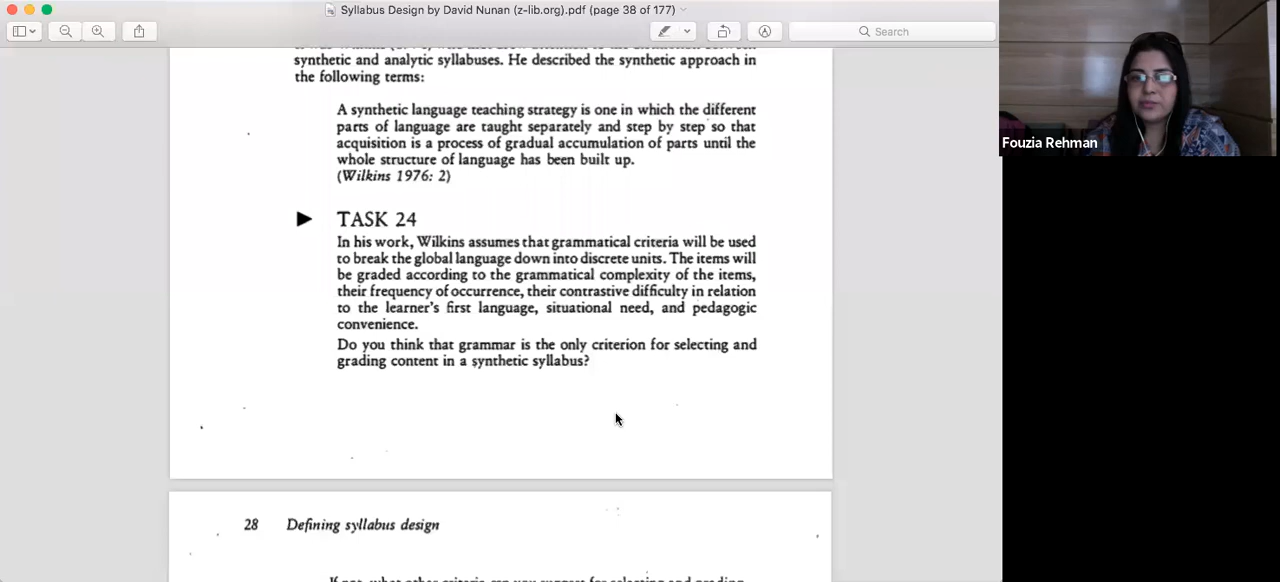 Syllabus Design by David Nunan (z-lib.org).pdf (page 38 of 177)
Search
synthetic and analytic syllabuses. He described the synthetic approach in
the following terms:
A synthetic language teaching strategy is one in which the different
parts of language are taught separately and step by step so that
acquisition is a process of gradual accumulation of parts until the
whole structure of language has been built up.
(Wilkins 1976: 2)
TASK 24
In his work, Wilkins assumes that grammatical criteria will be used
to break the global language down into discrete units. The items will
be graded according to the grammatical complexity of the items,
their frequency of occurrence, their contrastive difficulty in relation
to the learner's first language, situational need, and pedagogic
convenience.
Do you think that grammar is the only criterion for selecting and
grading content in a synthetic syllabus?
28 Defining syllabus design
Fouzia Rehman